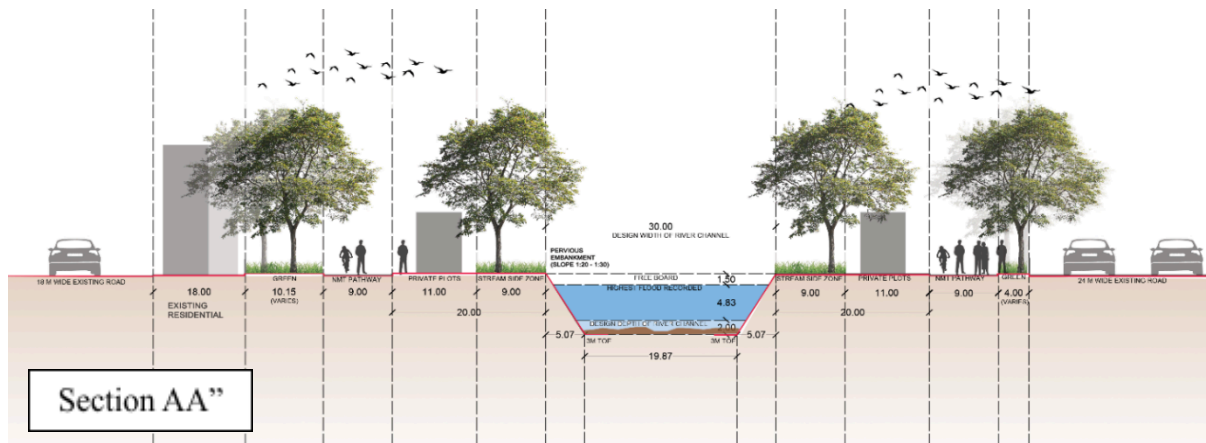 30.00
DESIGN WIDTH OF RIVER CHANNEL
PERVIOUS
EMBANKMENT
(SLOPE 1:20 - 1:30)
18 M WIDE EXISTING ROAD
GREEN
NMT PATHWAY
PRIVATE PLOTS
STREAM SIDE ZONE
FREE BOARD
1.50
STREAM SIDE ZONE
PRIVATE PLOTS
NMT PATHWAY
GREEN
24 M WIDE EXISTING ROAD
18.00
10.15
9.00
11.00
9.00
HIGHEST FLOOD RECORDED
9.00
11.00
9.00
4.00
EXISTING
RESIDENTIAL
(VARIES)
4.83
(VARIES)
20.00
20.00
DESIGN DEPTH OF RIVER CHANNEL
2.00
5.07
3M TOF
3M TOF
5.07
19.87
Section AA”